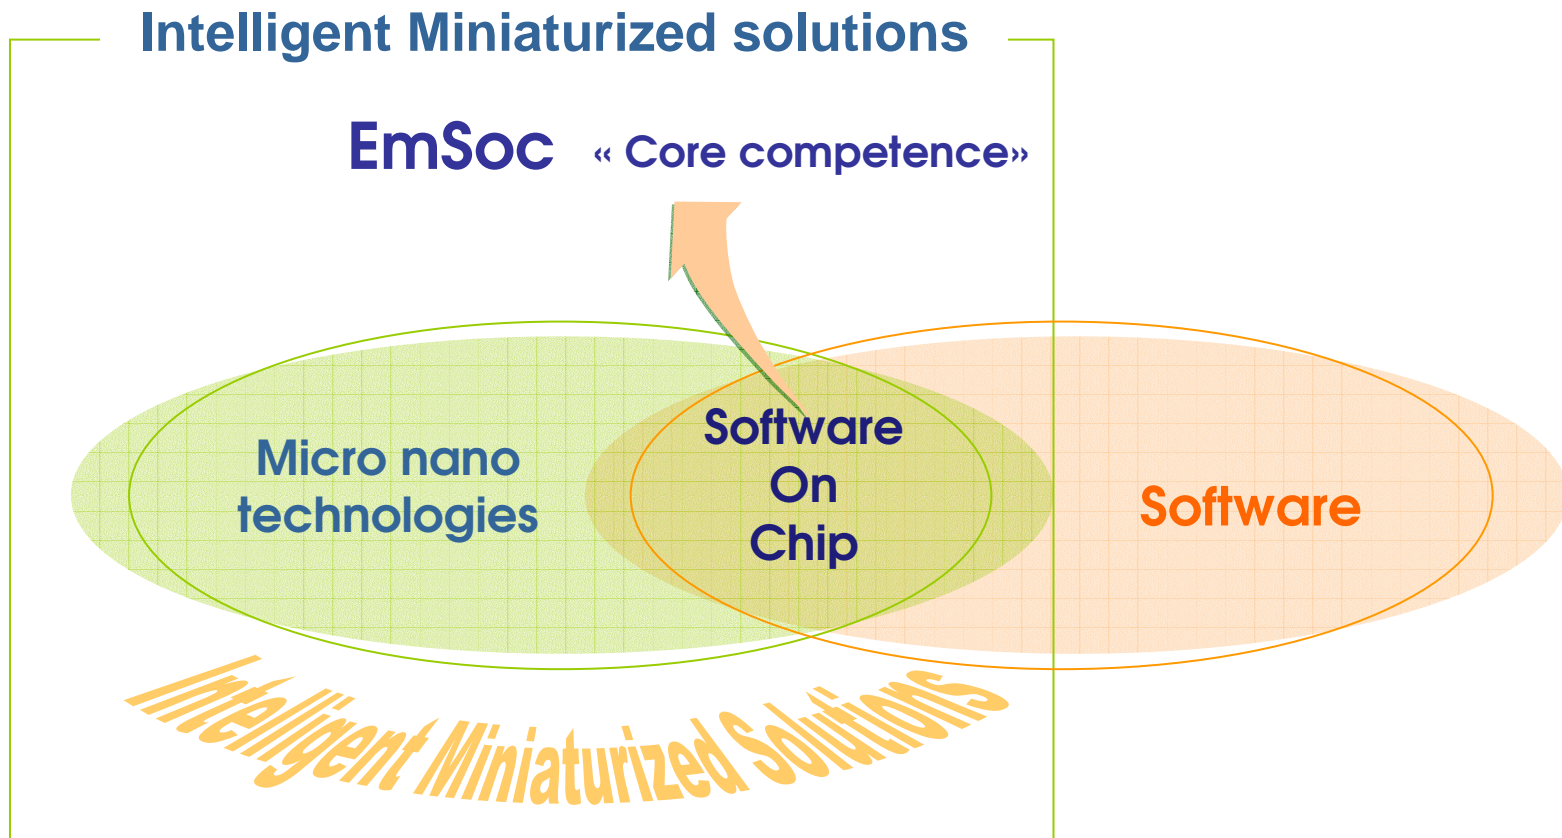 Intelligent Miniaturized solutions
EmSoc « Core competence»
Micro nano
technologies
Software
On
Chip
Software
Intelligent Miniaturized Solutions